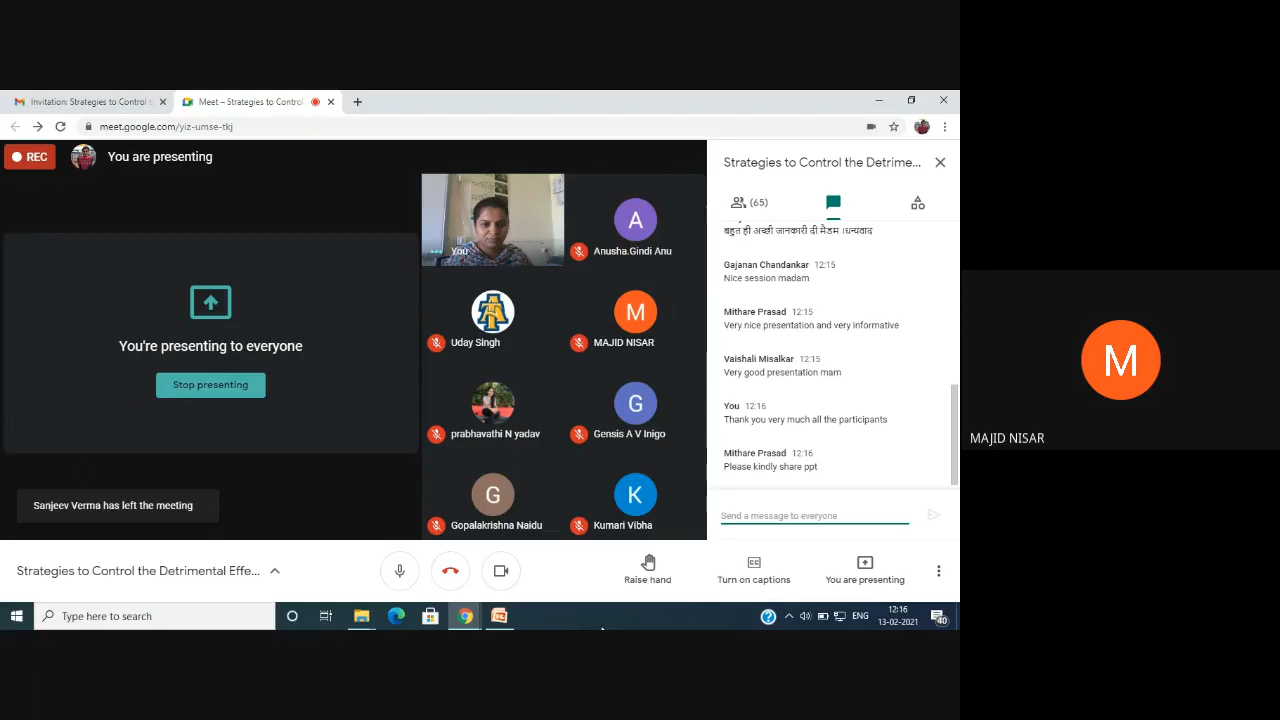 Invitation: Strategies to Control t
Meet – Strategies to Control
meet.google.com/yiz-umse-tkj
REC
You are presenting
You're presenting to everyone
Stop presenting
Sanjeev Verma has left the meeting
You
A
Anusha.Gindi Anu
Uday Singh
M
MAJID NISAR
prabhavathi N yadav
G
Gensis A V Inigo
G
Gopalakrishna Naidu
K
Kumari Vibha
Strategies to Control the Detrime...
(65)
बहुत ही अच्छी जानकारी दी मैडम ।धन्यवाद
Gajanan Chandankar 12:15
Nice session madam
Mithare Prasad 12:15
Very nice presentation and very informative
Vaishali Misalkar 12:15
Very good presentation mam
You 12:16
Thank you very much all the participants
Mithare Prasad 12:16
Please kindly share ppt
Send a message to everyone
Strategies to Control the Detrimental Effe...
Raise hand
Turn on captions
You are presenting
Type here to search
ENG
12:16
13-02-2021
40
M
MAJID NISAR